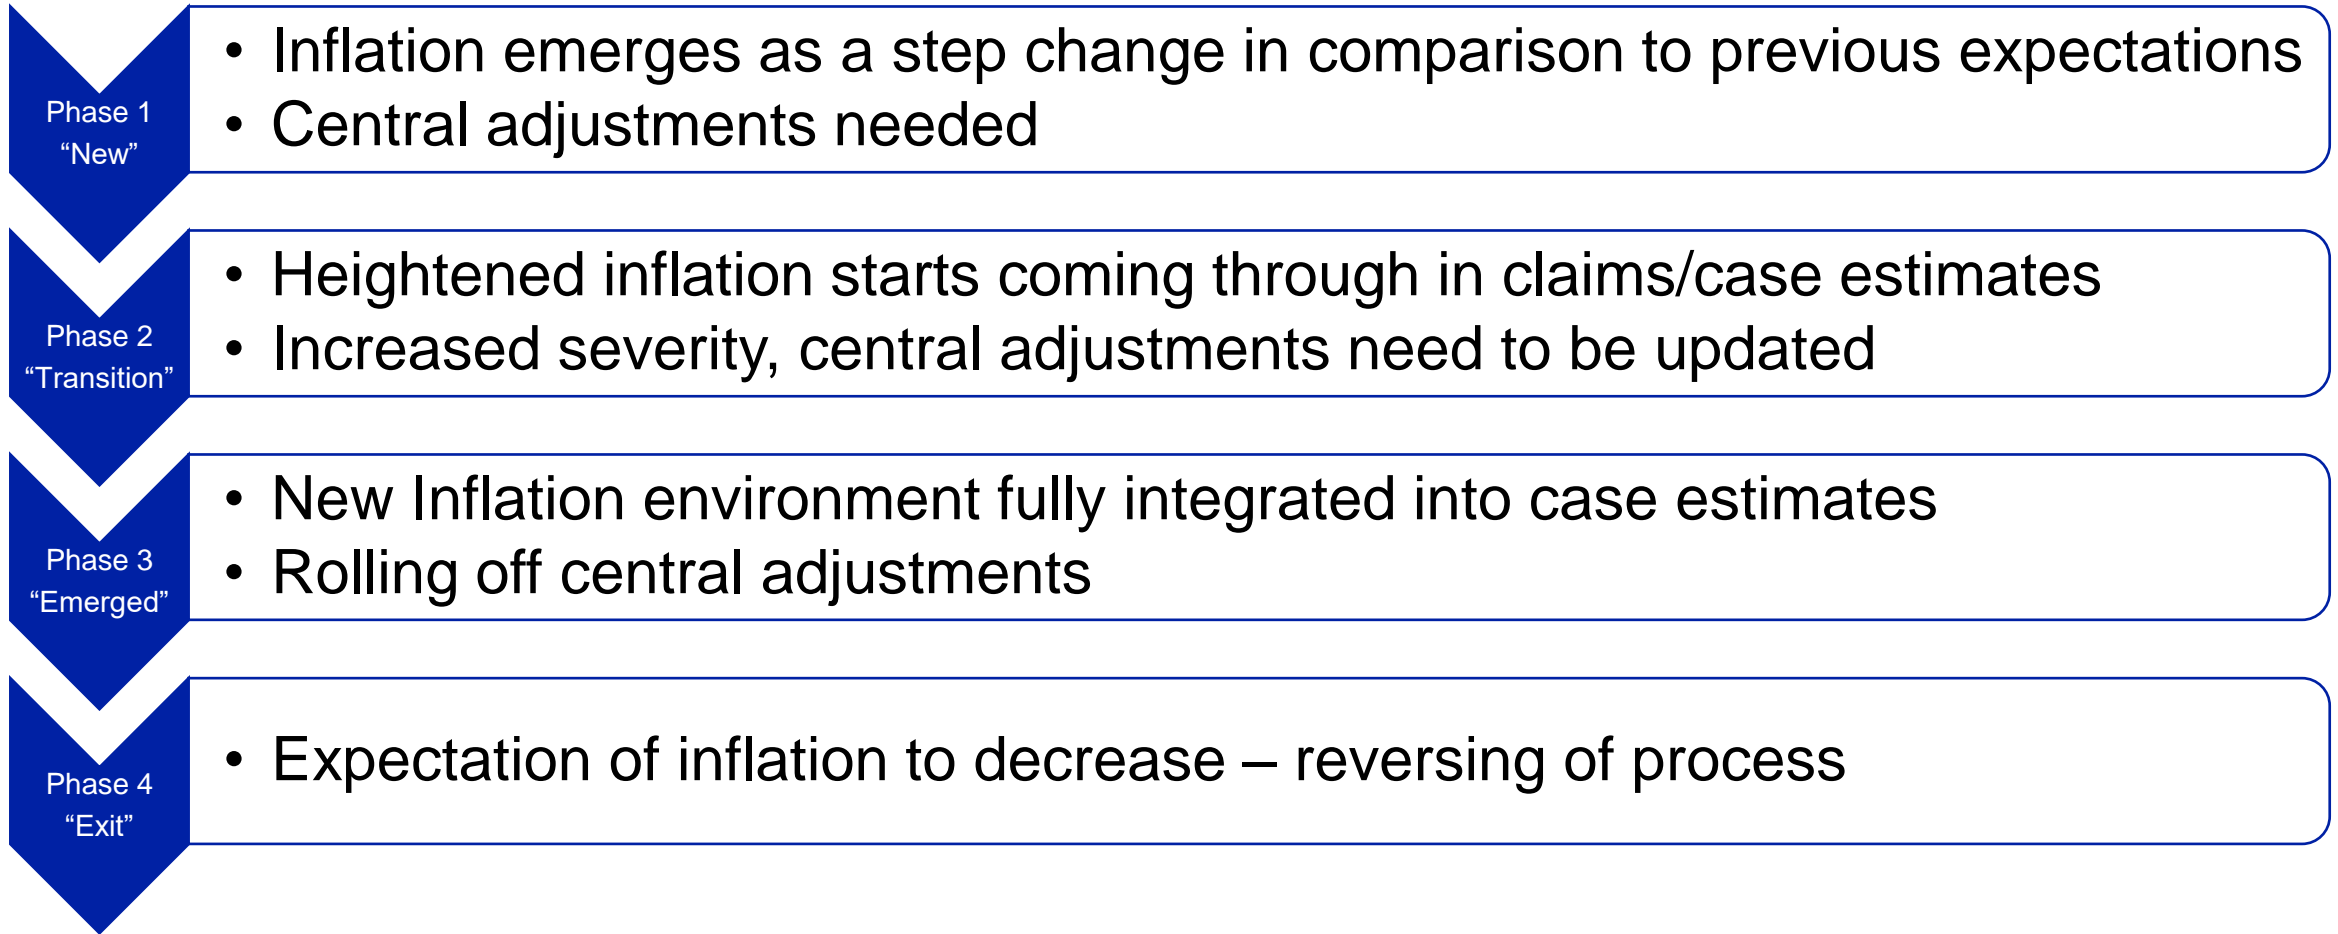 Phase 1
“New”
• Inflation emerges as a step change in comparison to previous expectations
• Central adjustments needed
Phase 2
“Transition”
• Heightened inflation starts coming through in claims/case estimates
• Increased severity, central adjustments need to be updated
Phase 3
“Emerged”
• New Inflation environment fully integrated into case estimates
• Rolling off central adjustments
Phase 4
“Exit”
• Expectation of inflation to decrease – reversing of process